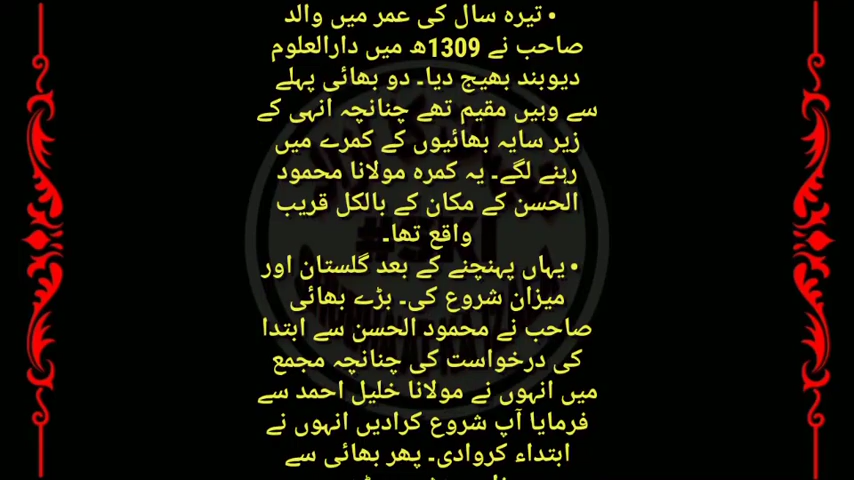 • تیرہ سال کی عمر میں والد
صاحب نے 1309ھ میں دارالعلوم
دیوبند بھیج دیا۔ دو بھائی پہلے
سے وہیں مقیم تھے چنانچہ انہی کے
زیر سایہ بھائیوں کے کمرے میں
رہنے لگے۔ یہ کمرہ مولانا محمود
الحسن کے مکان کے بالکل قریب
واقع تھا۔
• یہاں پہنچنے کے بعد گلستان اور
میزان شروع کی۔ بڑے بھائی
صاحب نے محمود الحسن سے ابتدا
کی درخواست کی چنانچہ مجمع
میں انہوں نے مولانا خلیل احمد سے
فرمایا آپ شروع کرادیں انہوں نے
ابتداء کروادی۔ پھر بھائی سے